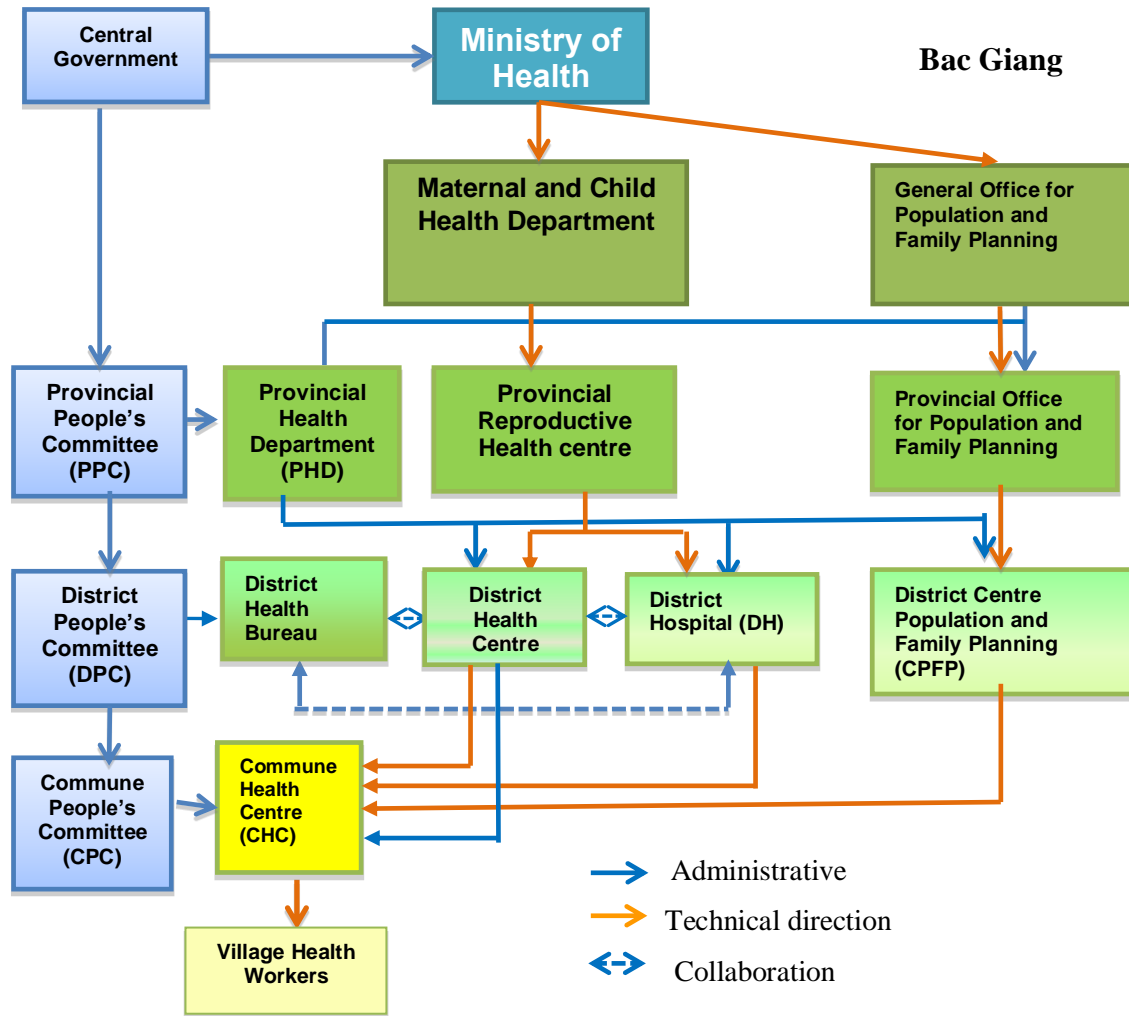 Central
Government
Ministry of
Health
Bac Giang
Maternal and Child
Health Department
General Office for
Population and
Family Planning
Provincial
People's
Committee
(PPC)
Provincial
Health
Department
(PHD)
Provincial
Reproductive
Health centre
Provincial Office
for Population and
Family Planning
District
People's
Committee
(DPC)
District
Health
Bureau
District
Health
Centre
District
Hospital (DH)
District Centre
Population and
Family Planning
(CPFP)
Commune
People's
Committee
(CPC)
Commune
Health
Centre
(CHC)
Administrative
Technical direction
Collaboration
Village Health
Workers